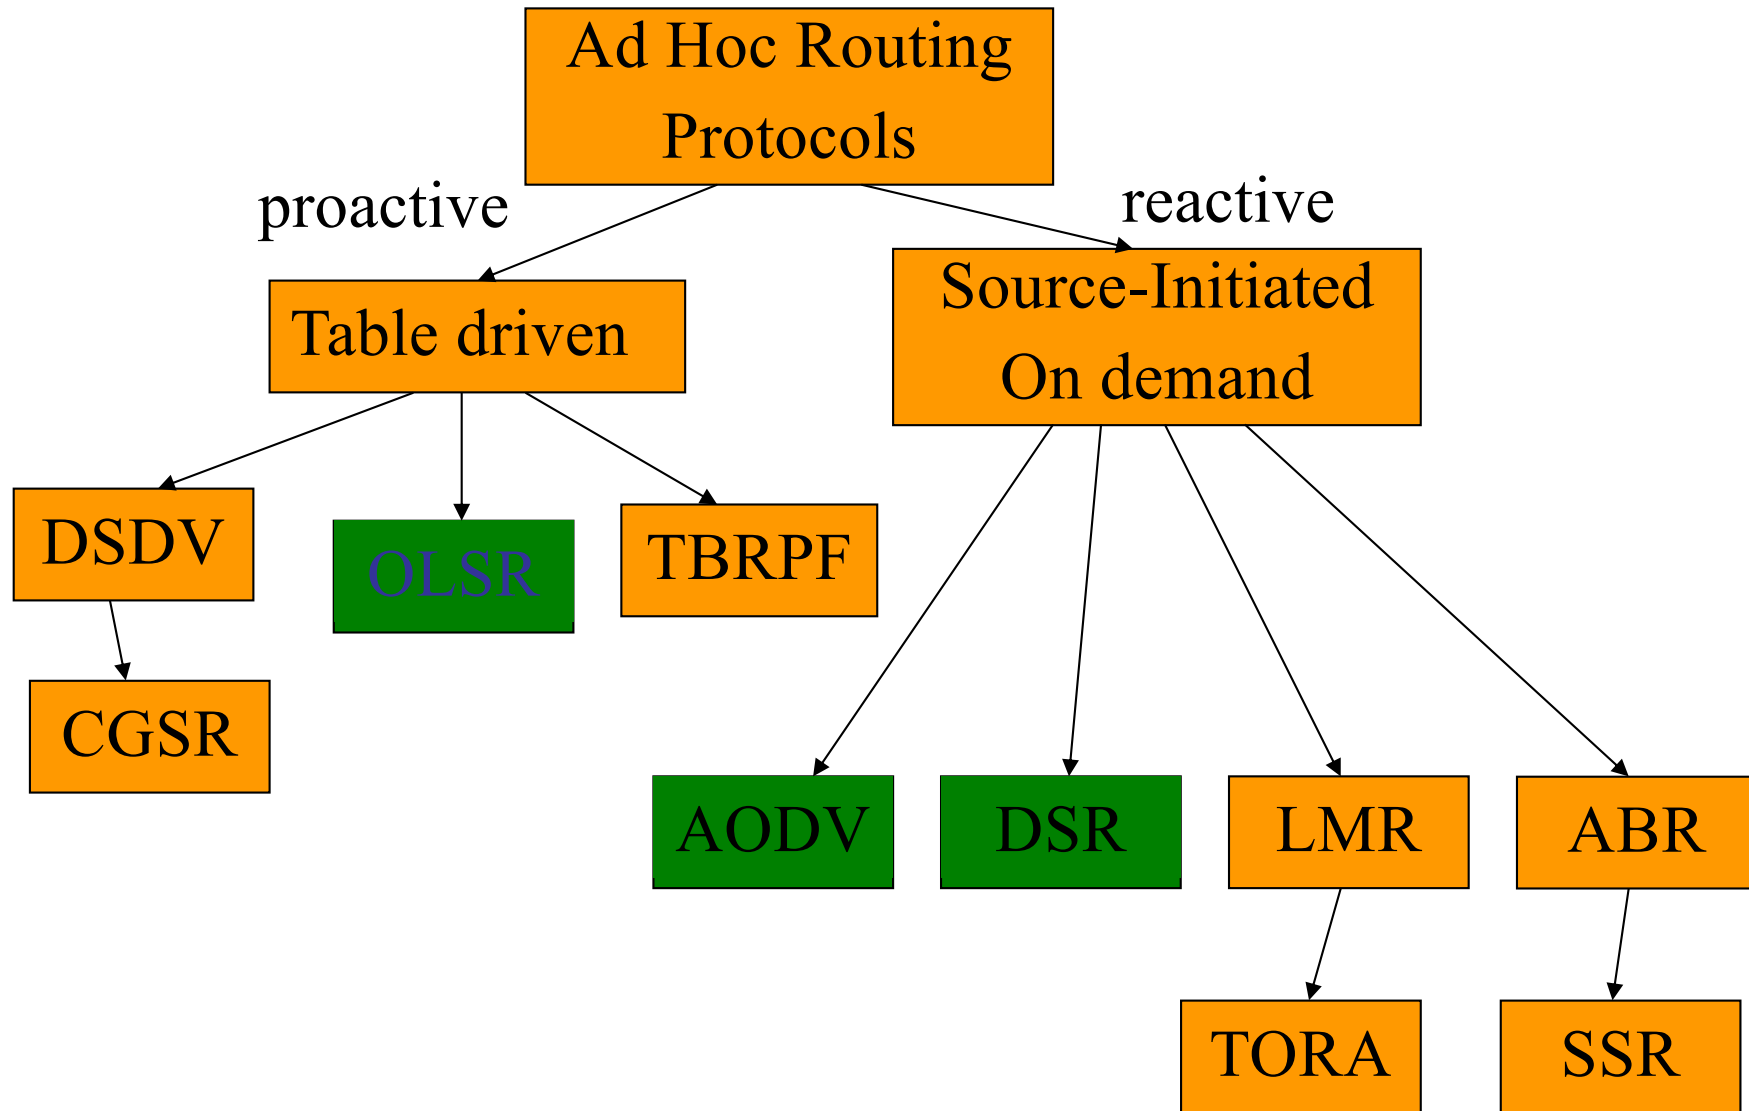 Ad Hoc Routing
Protocols
proactive
reactive
Source-Initiated
On demand
Table driven
DSDV
OLSR
TBRPF
CGSR
AODV
DSR
LMR
ABR
TORA
SSR